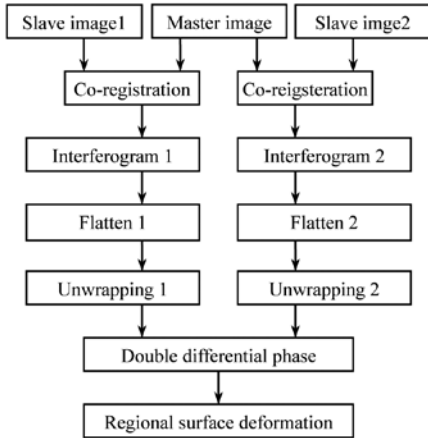 Slave image1
Master image
Slave imge2
Co-registration
Co-reigsteration
Interferogram 1
Interferogram 2
Flatten 1
Flatten 2
Unwrapping 1
Unwrapping 2
Double differential phase
Regional surface deformation